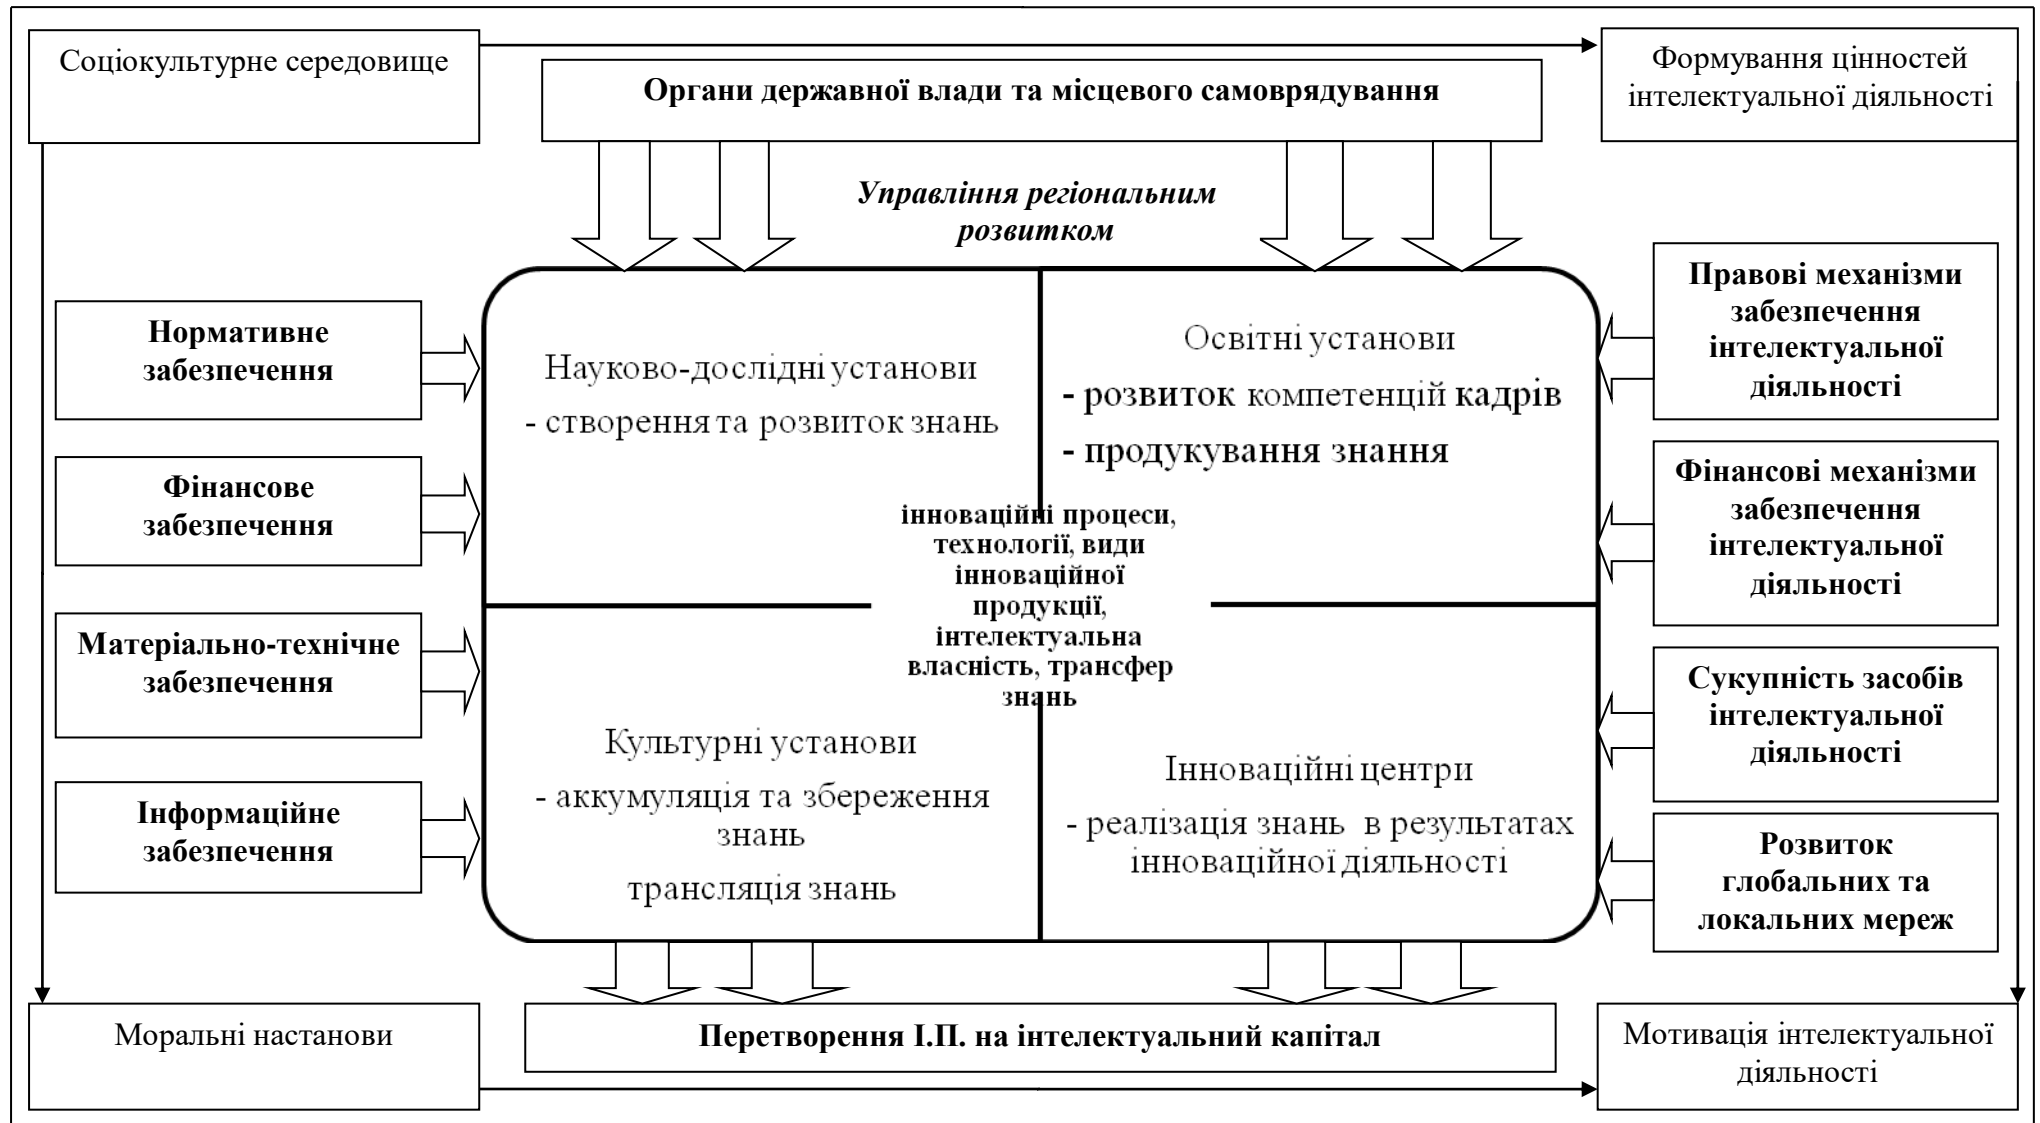 Соціокультурне середовище
Органи державної влади та місцевого самоврядування
Формування цінностей
інтелектуальної діяльності
Управління регіональним
розвитком
Нормативне
забезпечення
Фінансове
забезпечення
Матеріально-технічне
забезпечення
Інформаційне
забезпечення
Науково-дослідні установи
- створення та розвиток знань
Освітні установи
- розвиток компетенцій кадрів
- продукування знання
інноваційні процеси,
технології, види
інноваційної
продукції,
інтелектуальна
власність, трансфер
знань
Культурні установи
- аккумуляція та збереження
знань
трансляція знань
Інноваційні центри
- реалізація знань в результатах
інноваційної діяльності
Правові механізми
забезпечення
інтелектуальної
діяльності
Фінансові механізми
забезпечення
інтелектуальної
діяльності
Сукупність засобів
інтелектуальної
діяльності
Розвиток
глобальних та
локальних мереж
Моральні настанови
Перетворення І.П. на інтелектуальний капітал
Мотивація інтелектуальної
діяльності